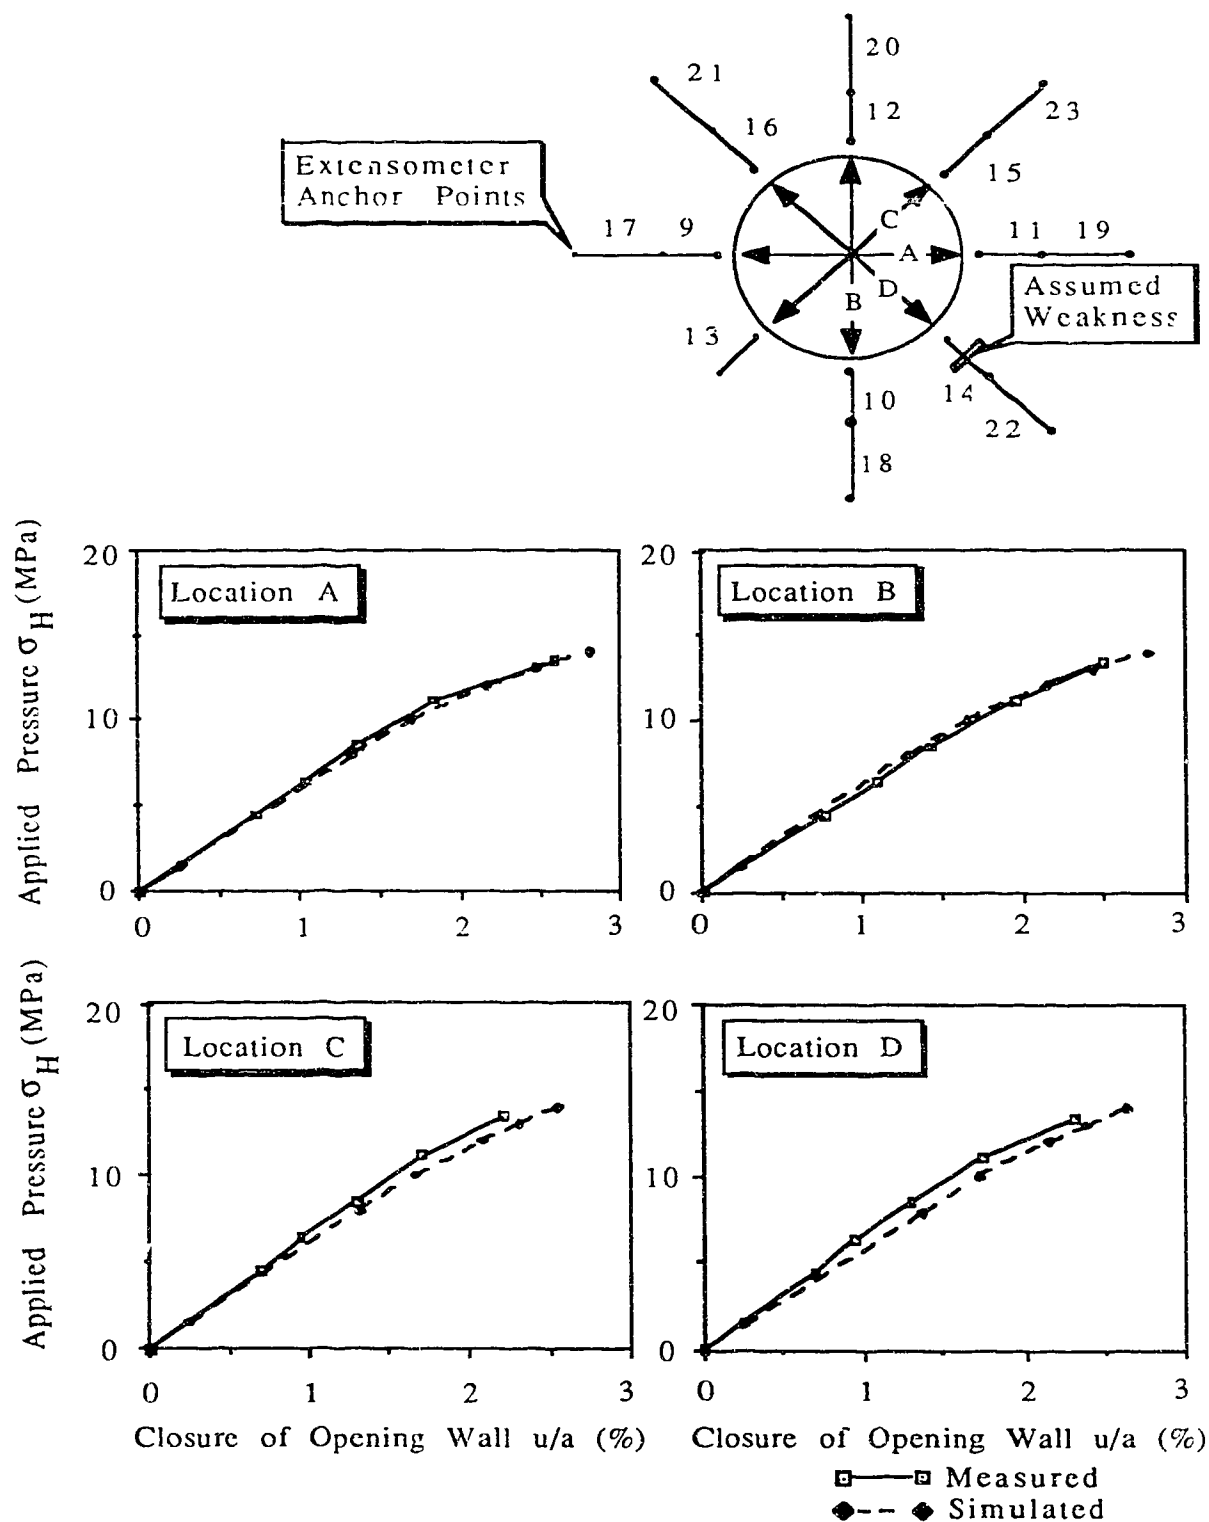 20
21
12
23
16
Extensometer
Anchor Points
15
C
17 9
11 19
A
D
Assumed
Weakness
B
13
14
10
22
18
Applied Pressure σH (MPa)
20
10
0
Location A
0 1 2 3
20
10
0
Location B
0 1 2 3
Applied Pressure σH (MPa)
20
10
0
Location C
0 1 2 3
Closure of Opening Wall u/a (%)
20
10
0
Location D
0 1 2 3
Closure of Opening Wall u/a (%)
Measured
Simulated